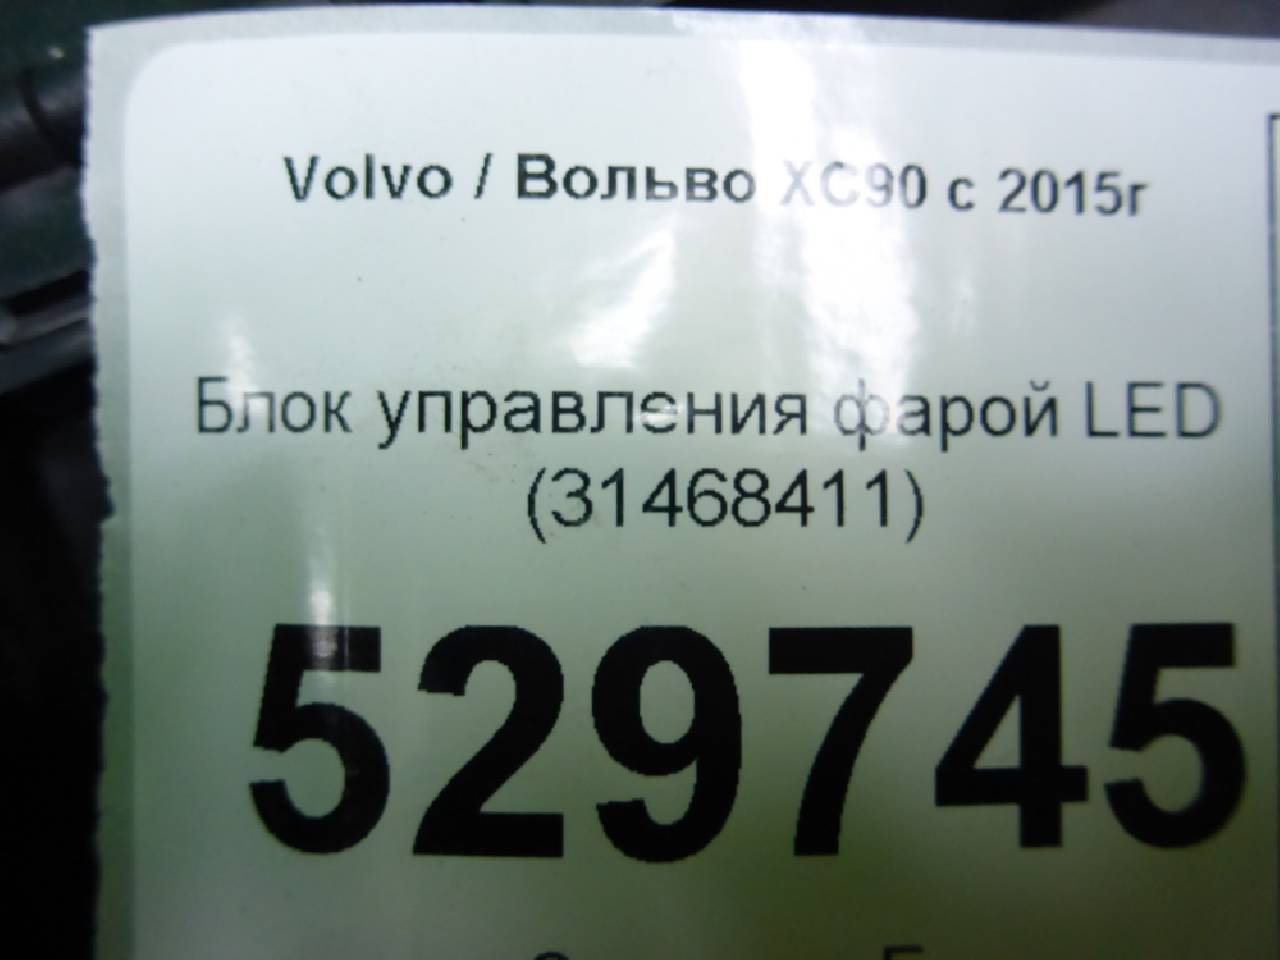 Volvo / Вольво XC90 с 2015г
Блок управления фарой LED
(31468411)
529745